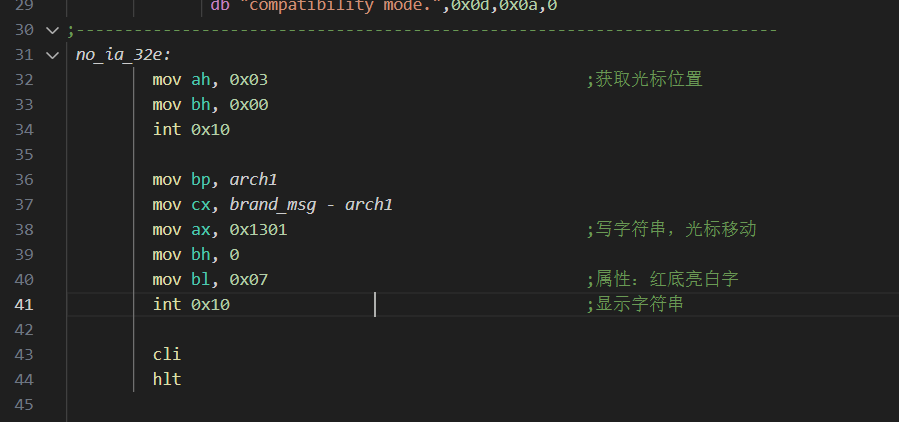 29 db "compatibility mode.",0x0d,0x0a,0
30 ;-------------------------------------------------------------------------
31 no_ia_32e:
32 mov ah, 0x03 ;获取光标位置
33 mov bh, 0x00
34 int 0x10
35
36 mov bp, arch1
37 mov cx, brand_msg - arch1
38 mov ax, 0x1301 ;写字符串，光标移动
39 mov bh, 0
40 mov bl, 0x07 ;属性：红底亮白字
41 int 0x10 ;显示字符串
42
43 cli
44 hlt
45